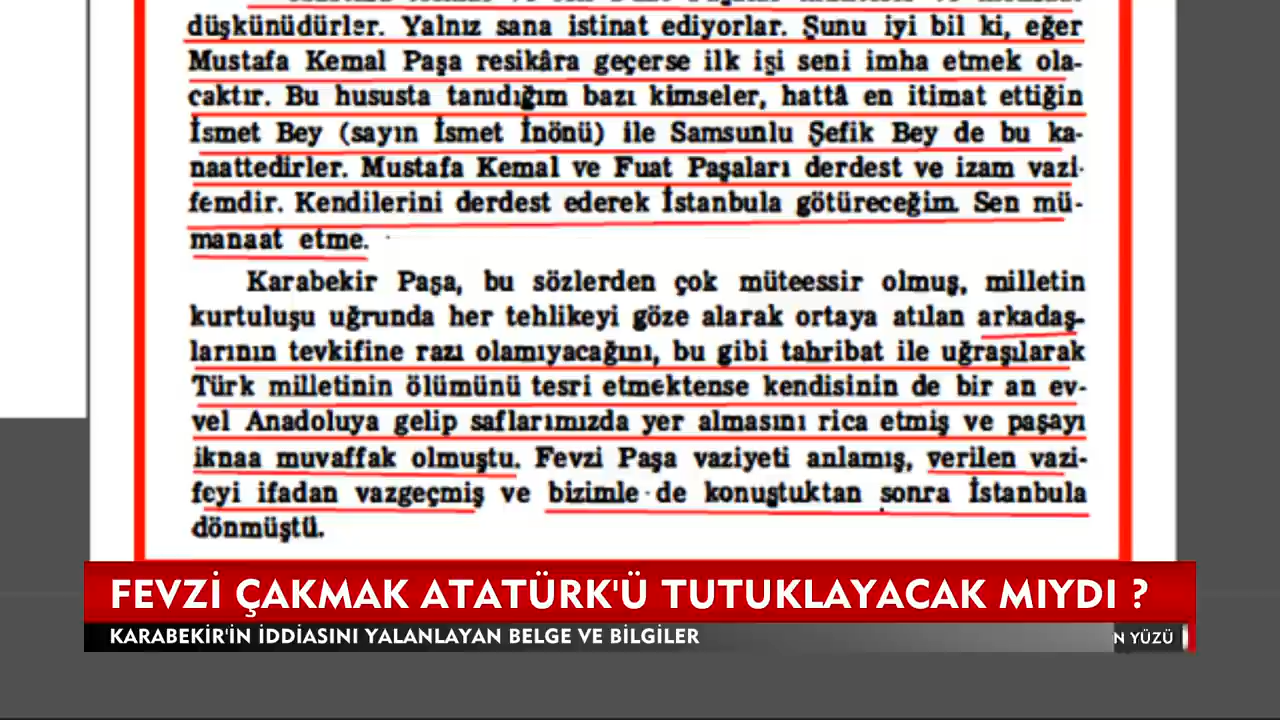 düşkünüdürler. Yalnız sana istinat ediyorlar. Şunu iyi bil ki, eğer
Mustafa Kemal Paşa resikâra geçerse ilk işi seni imha etmek ola-
caktır. Bu hususta tanıdığım bazı kimseler, hattâ en itimat ettiğin
İsmet Bey (sayın İsmet İnönü) ile Samsunlu Şefik Bey de bu ka-
naattedirler. Mustafa Kemal ve Fuat Paşaları derdest ve izam vazi-
femdir. Kendilerini derdest ederek İstanbula götüreceğim. Sen mü-
manaat etme.
Karabekir Paşa, bu sözlerden çok müteessir olmuş, milletin
kurtuluşu uğrunda her tehlikeyi göze alarak ortaya atılan arkadaş-
larının tevkifine razı olamıyacağını, bu gibi tahribat ile uğraşılarak
Türk milletinin ölümünü tesri etmektense kendisinin de bir an ev-
vel Anadoluya gelip saflarımızda yer almasını rica etmiş ve paşayı
iknaa muvaffak olmuştu. Fevzi Paşa vaziyeti anlamış, verilen vazi-
feyi ifadan vazgeçmiş ve bizimle de konuştuktan sonra İstanbula
dönmüştü.
FEVZİ ÇAKMAK ATATÜRK'Ü TUTUKLAYACAK MIYDI ?
KARABEKİR'İN İDDİASINI YALANLAYAN BELGE VE BİLGİLER
N YÜZÜ